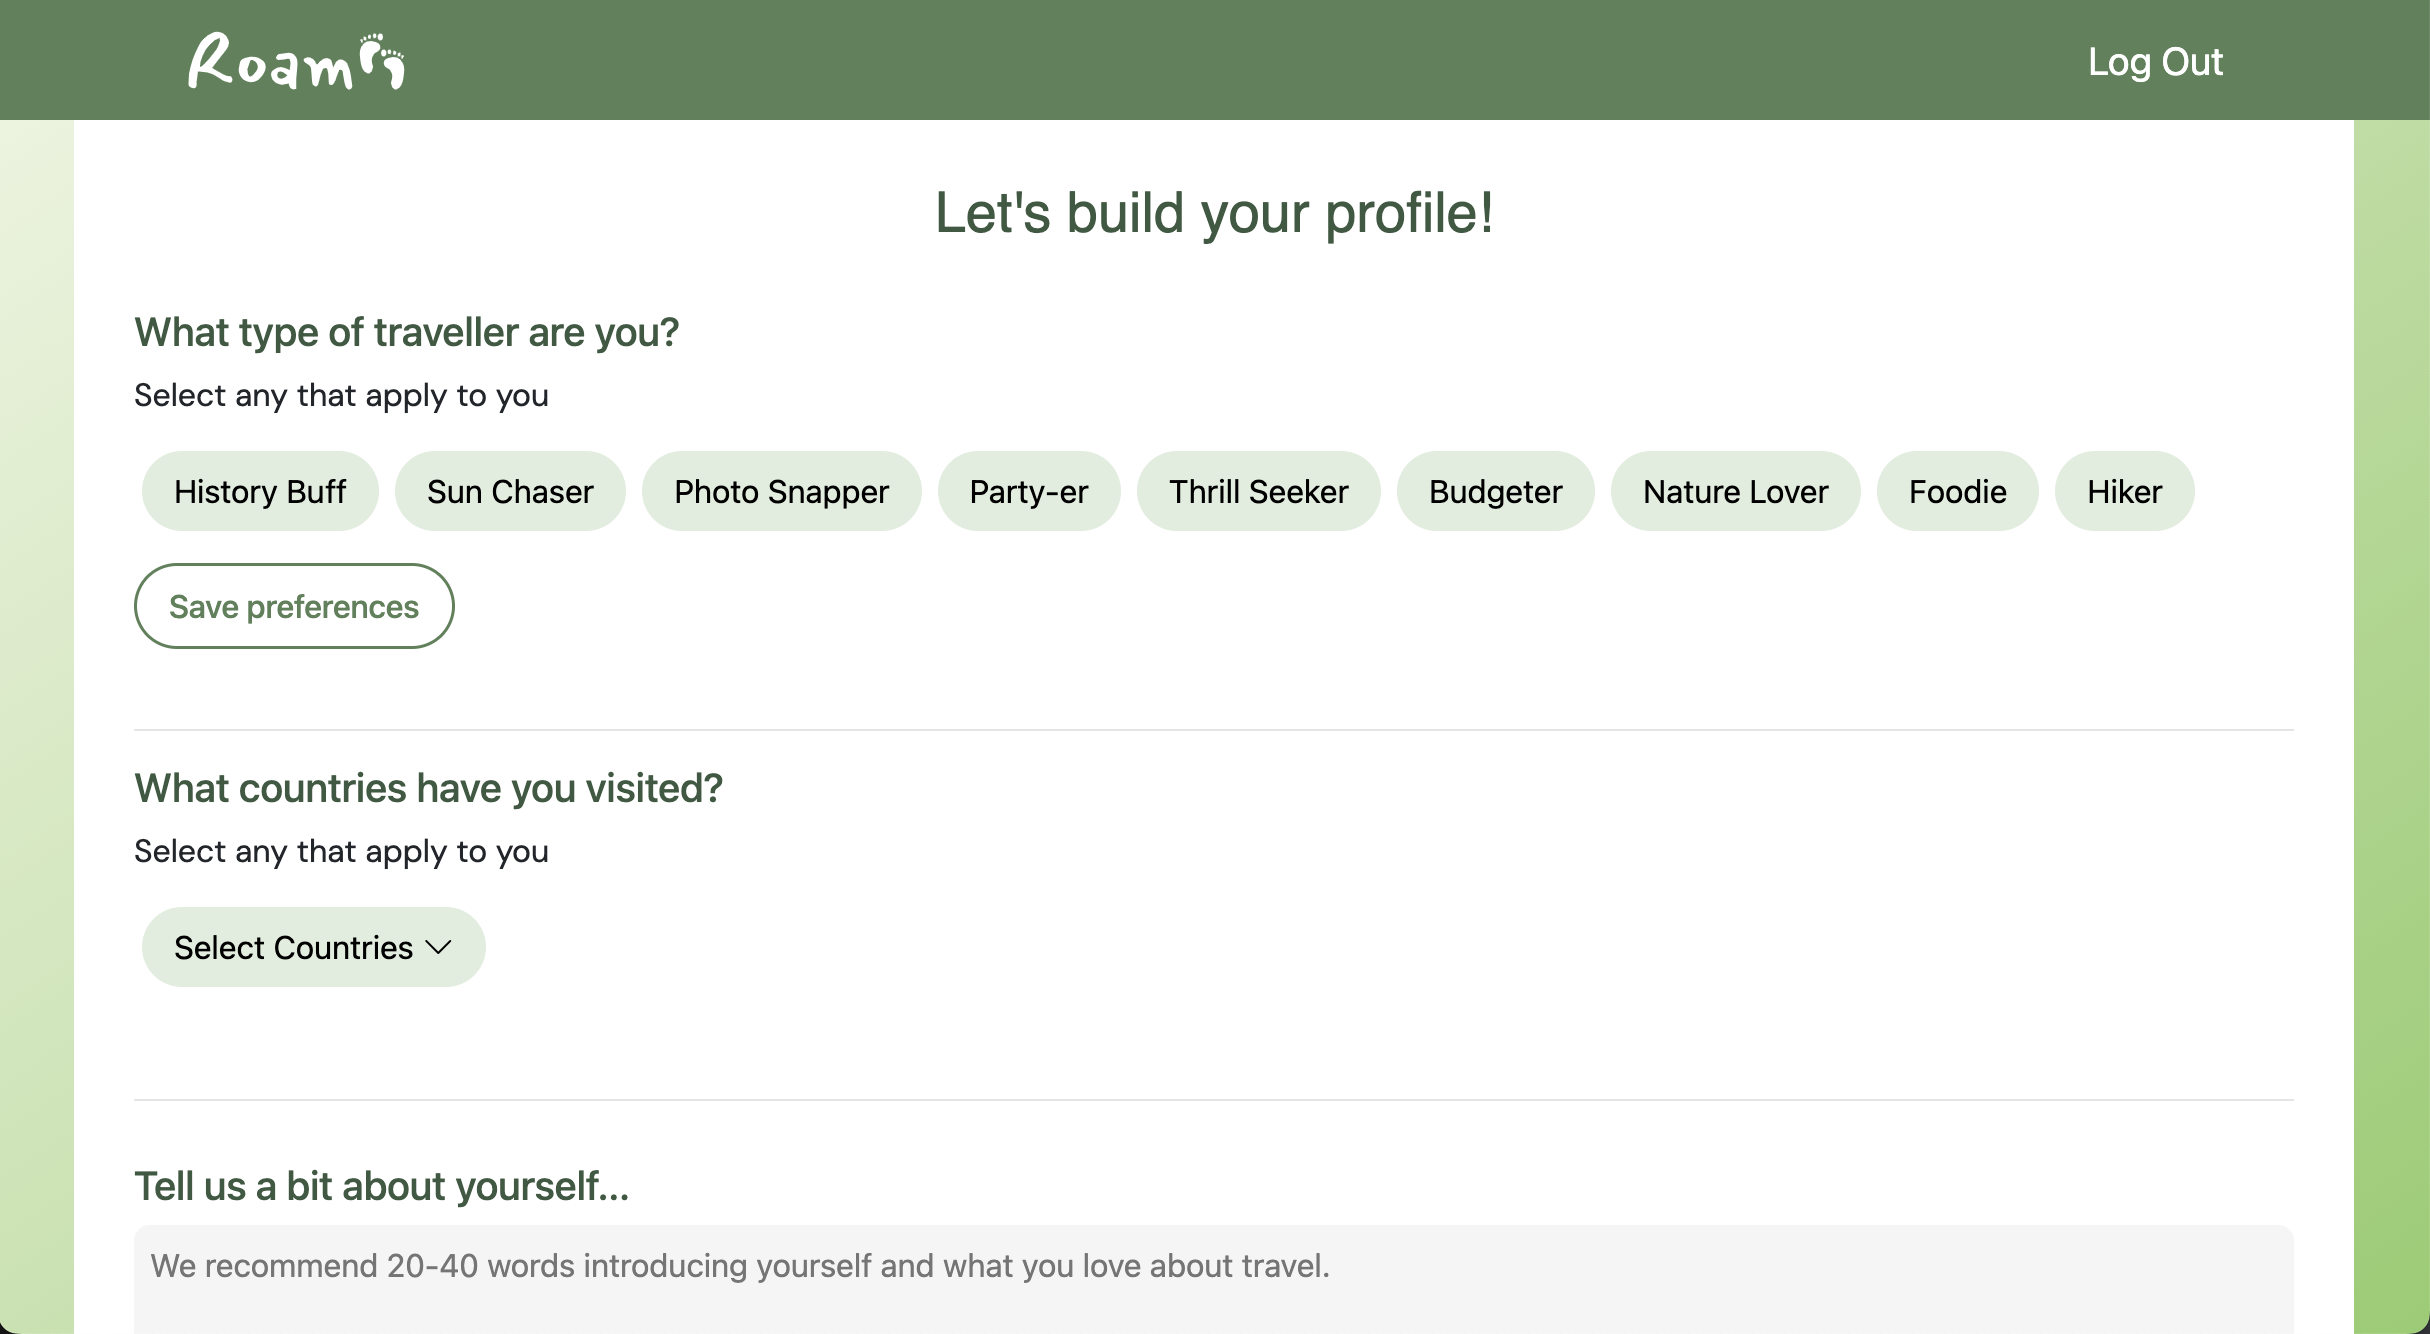 Roam
Log Out
Let's build your profile!
What type of traveller are you?
Select any that apply to you
History Buff Sun Chaser Photo Snapper Party-er Thrill Seeker Budgeter Nature Lover Foodie Hiker
Save preferences
What countries have you visited?
Select any that apply to you
Select Countries
Tell us a bit about yourself...
We recommend 20-40 words introducing yourself and what you love about travel.